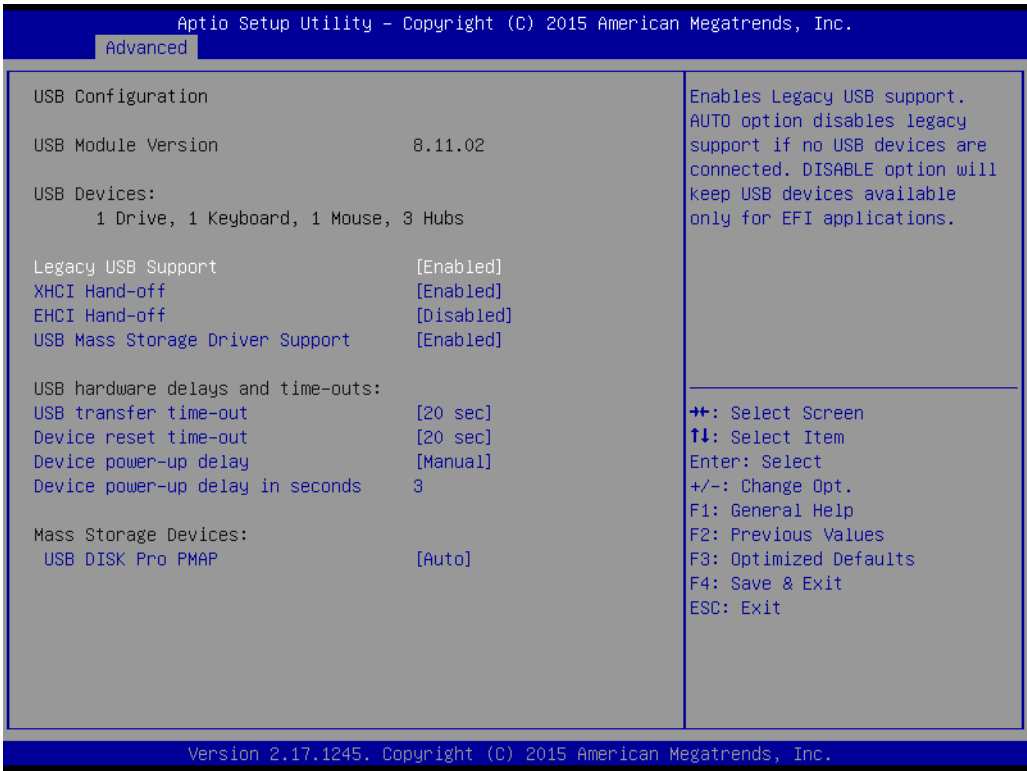 Aptio Setup Utility – Copyright (C) 2015 American Megatrends, Inc.
Advanced
USB Configuration
USB Module Version 8.11.02
USB Devices:
1 Drive, 1 Keyboard, 1 Mouse, 3 Hubs
Legacy USB Support [Enabled]
XHCI Hand-off [Enabled]
EHCI Hand-off [Disabled]
USB Mass Storage Driver Support [Enabled]
USB hardware delays and time-outs:
USB transfer time-out [20 sec]
Device reset time-out [20 sec]
Device power-up delay [Manual]
Device power-up delay in seconds 3
Mass Storage Devices:
USB DISK Pro PMAP [Auto]
Enables Legacy USB support.
AUTO option disables legacy
support if no USB devices are
connected. DISABLE option will
keep USB devices available
only for EFI applications.
→←: Select Screen
↑↓: Select Item
Enter: Select
+/-: Change Opt.
F1: General Help
F2: Previous Values
F3: Optimized Defaults
F4: Save & Exit
ESC: Exit
Version 2.17.1245. Copyright (C) 2015 American Megatrends, Inc.